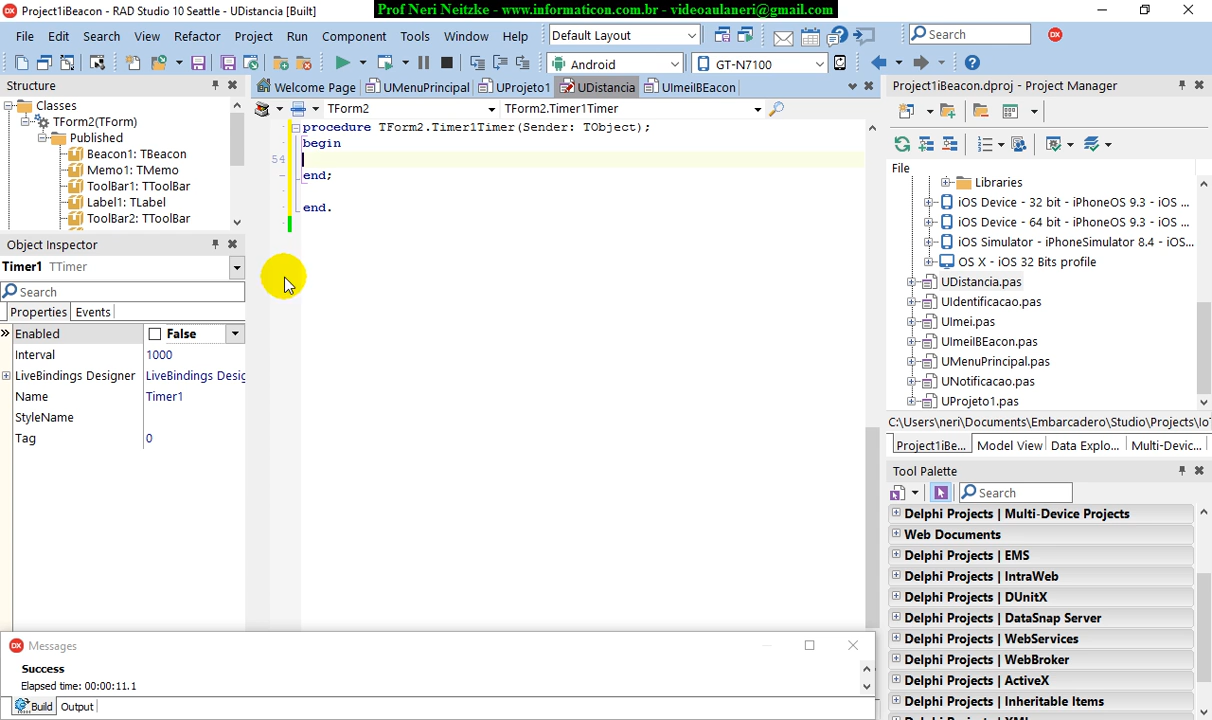 Project1iBeacon - RAD Studio 10 Seattle - UDistancia [Built]
Prof Neri Neitzke - www.informaticon.com.br - videoaulaneri@gmail.com
File Edit Search View Refactor Project Run Component Tools Window Help
Default Layout
Search
Android
GT-N7100
Structure
Welcome Page UMenuPrincipal UProjeto1 UDistancia UImeilBEacon
Project1iBeacon.dproj - Project Manager
TForm2
TForm2.Timer1Timer
Classes
TForm2(TForm)
Published
Beacon1: TBeacon
Memo1: TMemo
ToolBar1: TToolBar
Label1: TLabel
ToolBar2: TToolBar
procedure TForm2.Timer1Timer(Sender: TObject);
begin
54
end;
end.
File
Libraries
iOS Device - 32 bit - iPhoneOS 9.3 - iOS ...
iOS Device - 64 bit - iPhoneOS 9.3 - iOS ...
iOS Simulator - iPhoneSimulator 8.4 - iOS...
OS X - iOS 32 Bits profile
UDistancia.pas
UIdentificacao.pas
UImei.pas
UImeilBEacon.pas
UMenuPrincipal.pas
UNotificacao.pas
UProjeto1.pas
C:\Users\neri\Documents\Embarcadero\Studio\Projects\IoT
Project1iBe... Model View Data Explo... Multi-Devic...
Object Inspector
Timer1 TTimer
Search
Properties Events
Enabled False
Interval 1000
LiveBindings Designer LiveBindings Desig
Name Timer1
StyleName
Tag 0
Tool Palette
Search
Delphi Projects | Multi-Device Projects
Web Documents
Delphi Projects | EMS
Delphi Projects | IntraWeb
Delphi Projects | DUnitX
Delphi Projects | DataSnap Server
Delphi Projects | WebServices
Delphi Projects | WebBroker
Delphi Projects | ActiveX
Delphi Projects | Inheritable Items
Messages
Success
Elapsed time: 00:00:11.1
Build Output